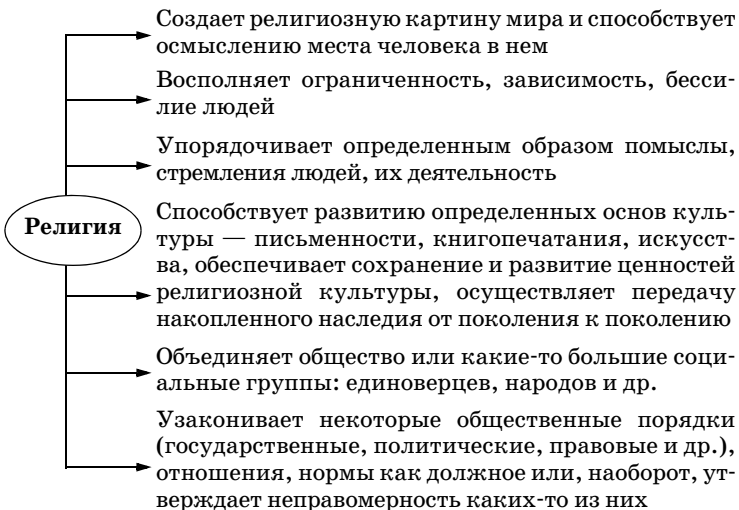 Создает религиозную картину мира и способствует
осмыслению места человека в нем
Восполняет ограниченность, зависимость, бесси-
лие людей
Упорядочивает определенным образом помыслы,
стремления людей, их деятельность
Религия
Способствует развитию определенных основ куль-
туры — письменности, книгопечатания, искусст-
ва, обеспечивает сохранение и развитие ценностей
религиозной культуры, осуществляет передачу
накопленного наследия от поколения к поколению
Объединяет общество или какие-то большие соци-
альные группы: единоверцев, народов и др.
Узаконивает некоторые общественные порядки
(государственные, политические, правовые и др.),
отношения, нормы как должное или, наоборот, ут-
верждает неправомерность каких-то из них